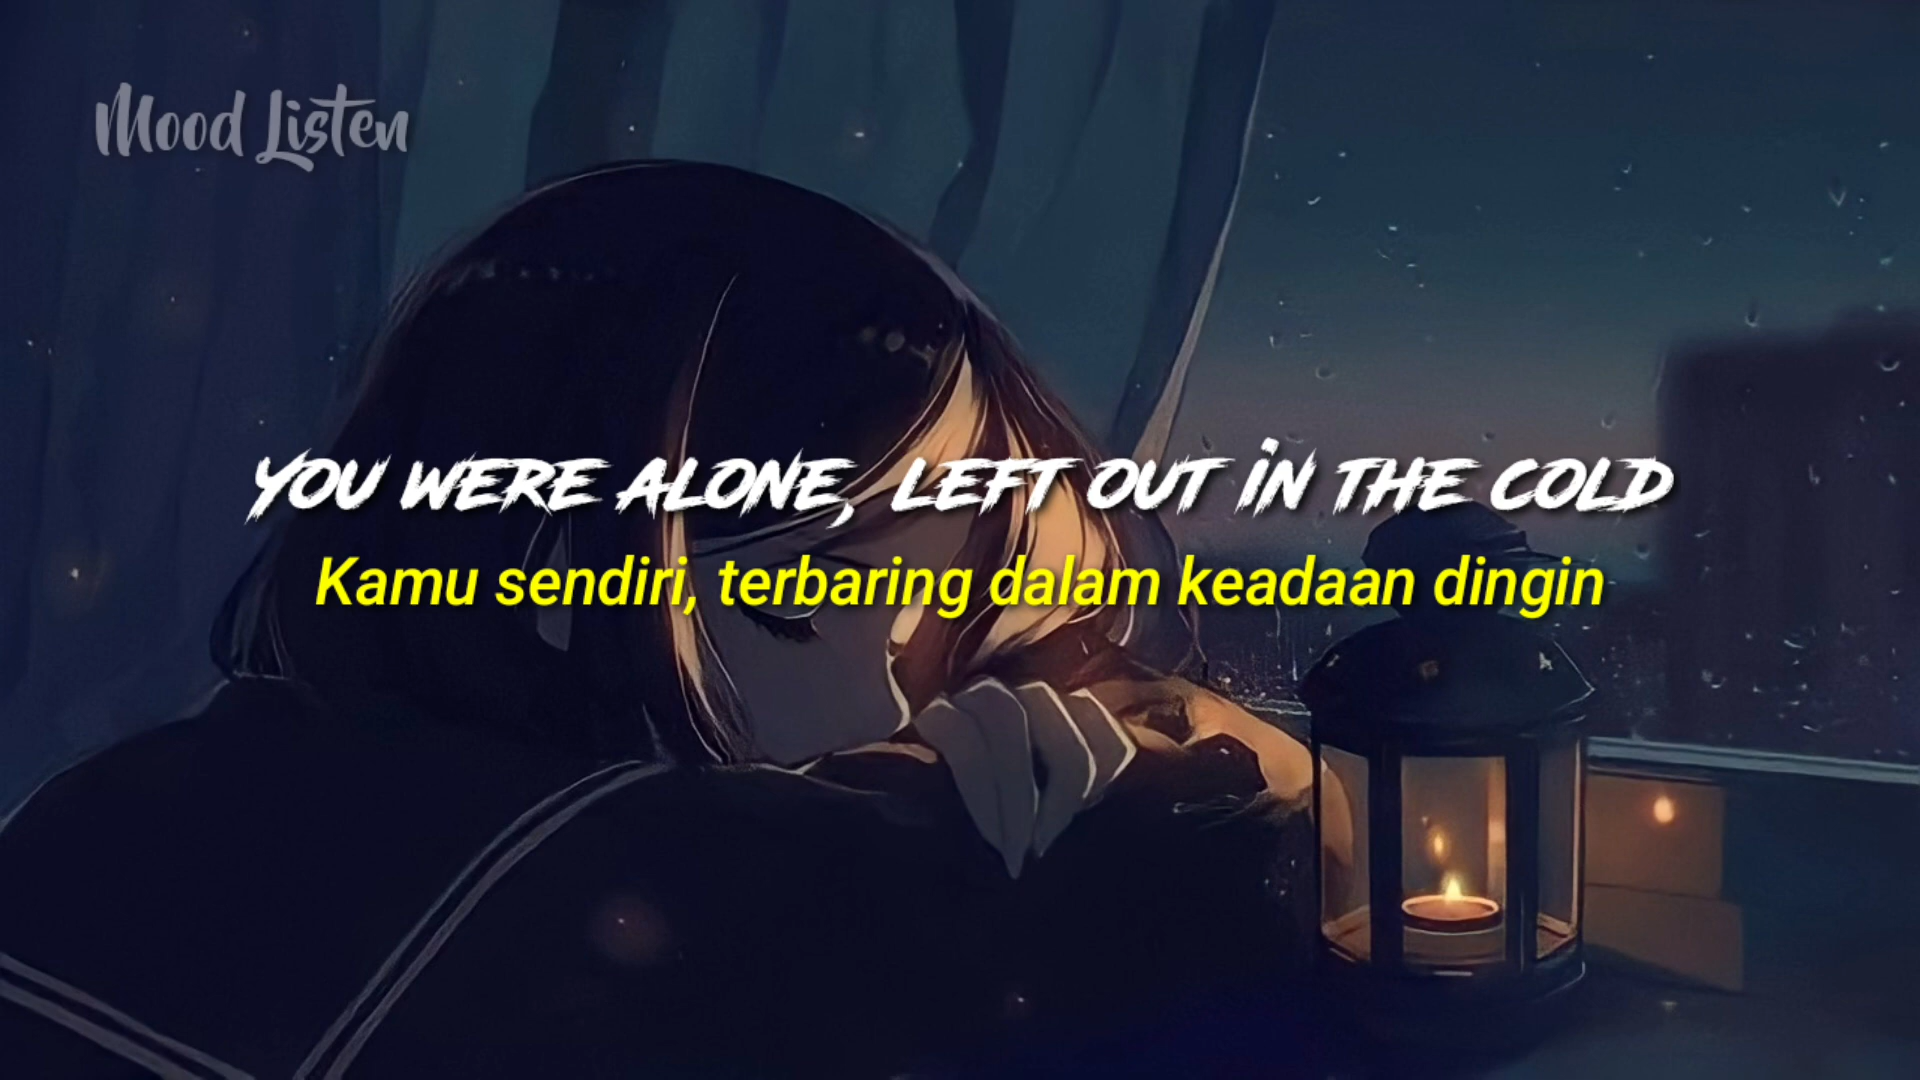 Mood Listen
YOU WERE ALONE, LEFT OUT IN THE COLD
Kamu sendiri, terbaring dalam keadaan dingin